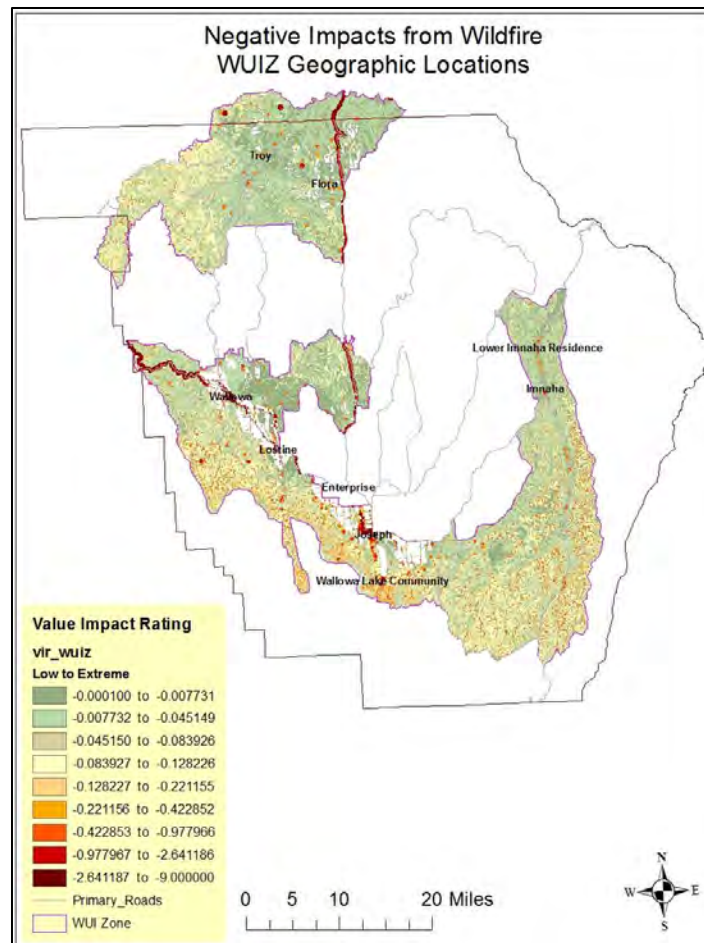 Negative Impacts from Wildfire
WUIZ Geographic Locations
Troy
Flora
Lower Imnaha Residence
Imnaha
Wallowa
Lostine
Enterprise
Joseph
Wallowa Lake Community
Value Impact Rating
vir_wuiz
Low to Extreme
-0.000100 to -0.007731
-0.007732 to -0.045149
-0.045150 to -0.083926
-0.083927 to -0.128226
-0.128227 to -0.221155
-0.221156 to -0.422852
-0.422853 to -0.977966
-0.977967 to -2.641186
-2.641187 to -9.000000
Primary_Roads
WUI Zone
0 5 10 20 Miles
N
W E
S